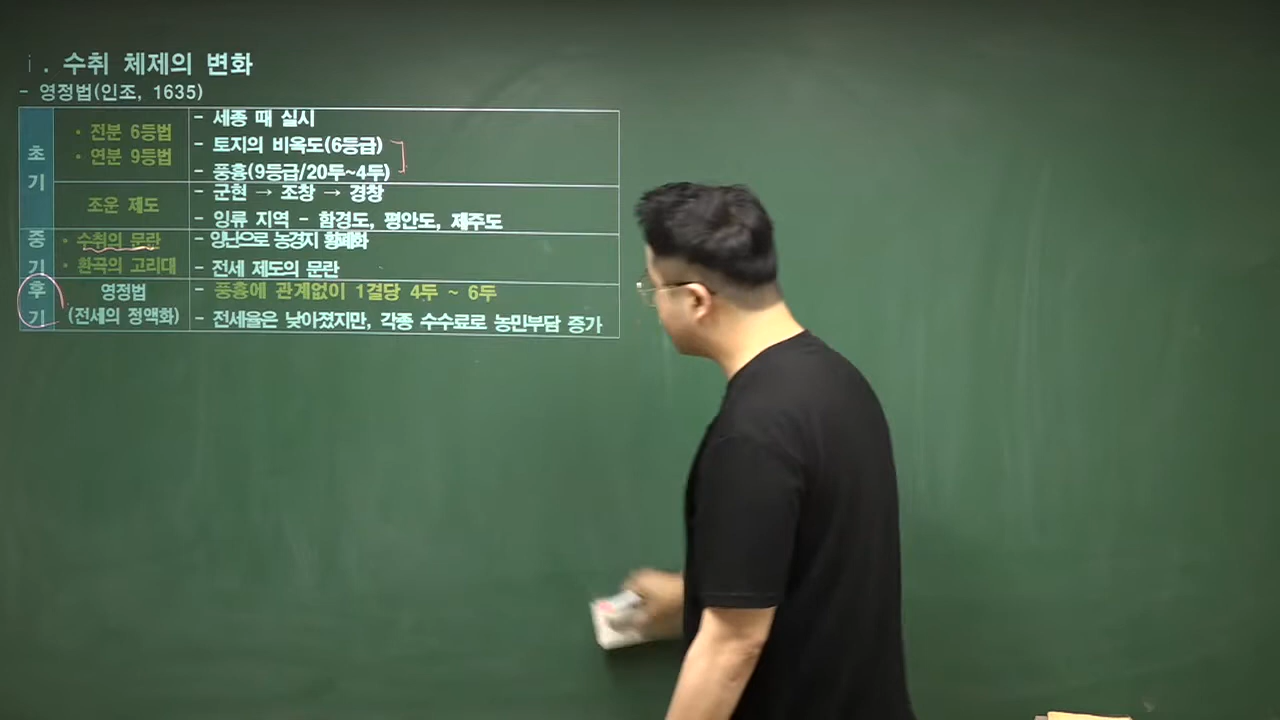 ⅰ. 수취 체제의 변화
- 영정법(인조, 1635)
초기
• 전분 6등법
• 연분 9등법
- 세종 때 실시
- 토지의 비옥도(6등급)
- 풍흉(9등급/20두~4두)
조운 제도
- 군현 → 조창 → 경창
- 잉류 지역 - 함경도, 평안도, 제주도
중기
• 수취의 문란
• 환곡의 고리대
- 양난으로 농경지 황폐화
- 전세 제도의 문란
후기
영정법
(전세의 정액화)
- 풍흉에 관계없이 1결당 4두 ~ 6두
- 전세율은 낮아졌지만, 각종 수수료로 농민부담 증가